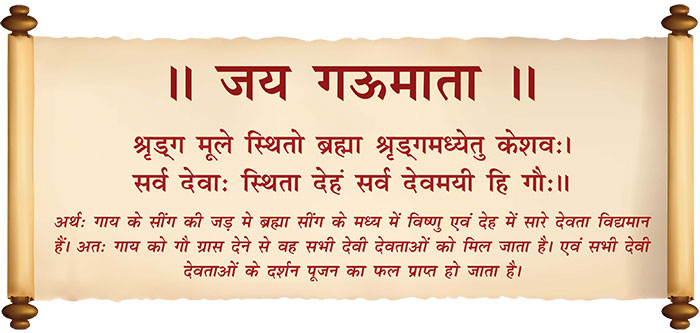 ॥ जय गऊमाता ॥
श्रृड्ग मूले स्थितो ब्रह्मा श्रृड्गमध्येतु केशवः।
सर्व देवाः स्थिता देहं सर्व देवमयी हि गौः॥
अर्थः गाय के सींग की जड़ मे ब्रह्मा सींग के मध्य में विष्णु एवं देह में सारे देवता विद्यमान
हैं। अतः गाय को गौ ग्रास देने से वह सभी देवी देवताओं को मिल जाता है। एवं सभी देवी
देवताओं के दर्शन पूजन का फल प्राप्त हो जाता है।